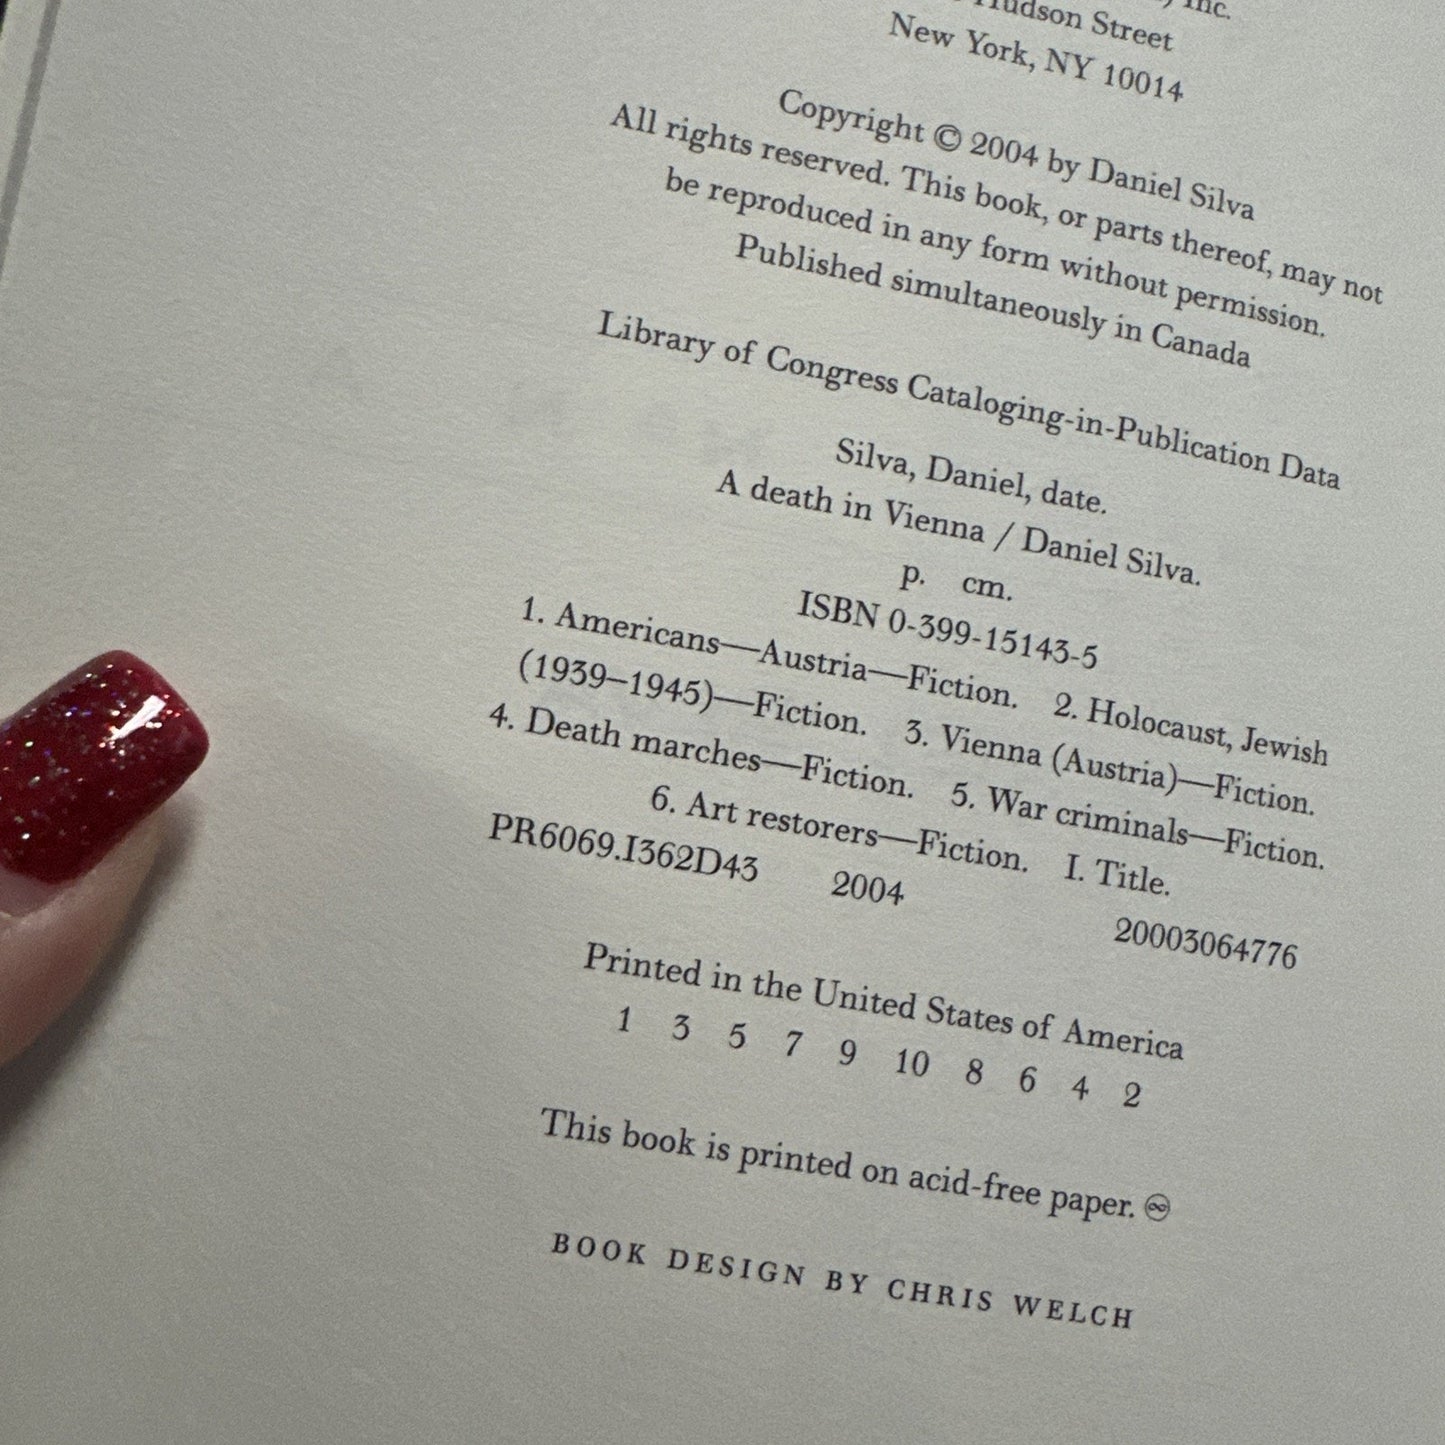 Inc.
Hudson Street
New York, NY 10014
Copyright © 2004 by Daniel Silva
All rights reserved. This book, or parts thereof, may not
be reproduced in any form without permission.
Published simultaneously in Canada
Library of Congress Cataloging-in-Publication Data
Silva, Daniel, date.
A death in Vienna / Daniel Silva.
p. cm.
ISBN 0-399-15143-5
1. Americans—Austria—Fiction. 2. Holocaust, Jewish
(1939–1945)—Fiction. 3. Vienna (Austria)—Fiction.
4. Death marches—Fiction. 5. War criminals—Fiction.
6. Art restorers—Fiction. I. Title.
PR6069.I362D43 2004 20003064776
Printed in the United States of America
1 3 5 7 9 10 8 6 4 2
This book is printed on acid-free paper. ♾
BOOK DESIGN BY CHRIS WELCH